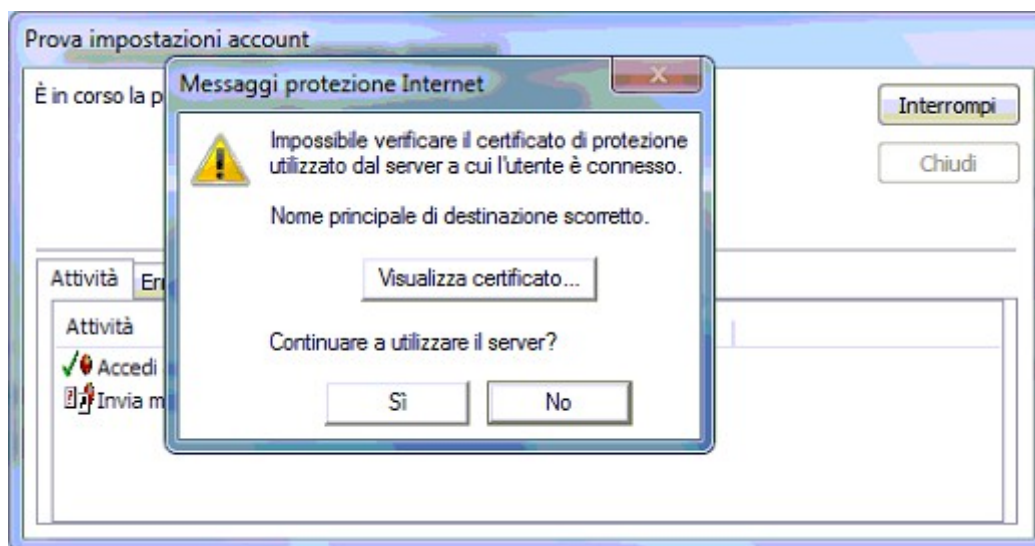 Prova impostazioni account
È in corso la p
Interrompi
Chiudi
Messaggi protezione Internet
Impossibile verificare il certificato di protezione
utilizzato dal server a cui l'utente è connesso.
Nome principale di destinazione scorretto.
Visualizza certificato...
Continuare a utilizzare il server?
Sì No
Attività
Attività
Accedi
Invia m